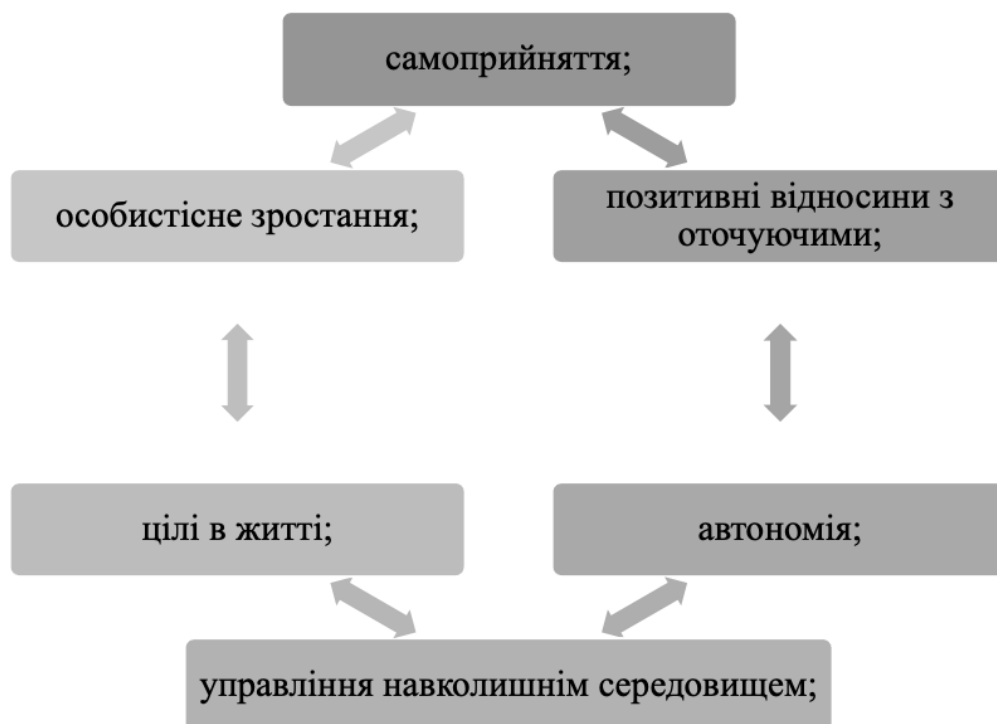 самоприйняття;
особистісне зростання;
позитивні відносини з
оточуючими;
цілі в житті;
автономія;
управління навколишнім середовищем;